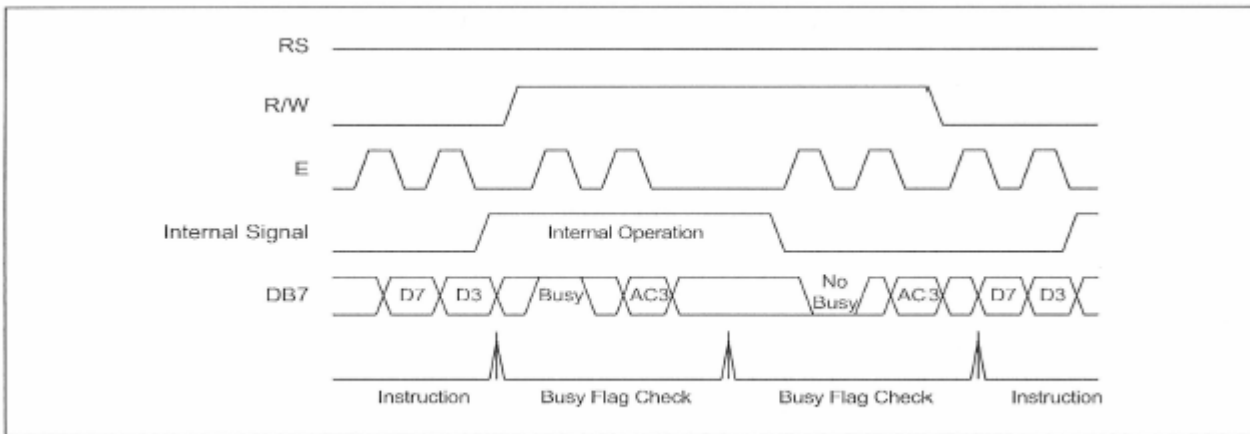 RS
R/W
E
Internal Signal
Internal Operation
DB7
D7
D3
Busy
AC3
No
Busy
AC3
D7
D3
Instruction
Busy Flag Check
Busy Flag Check
Instruction